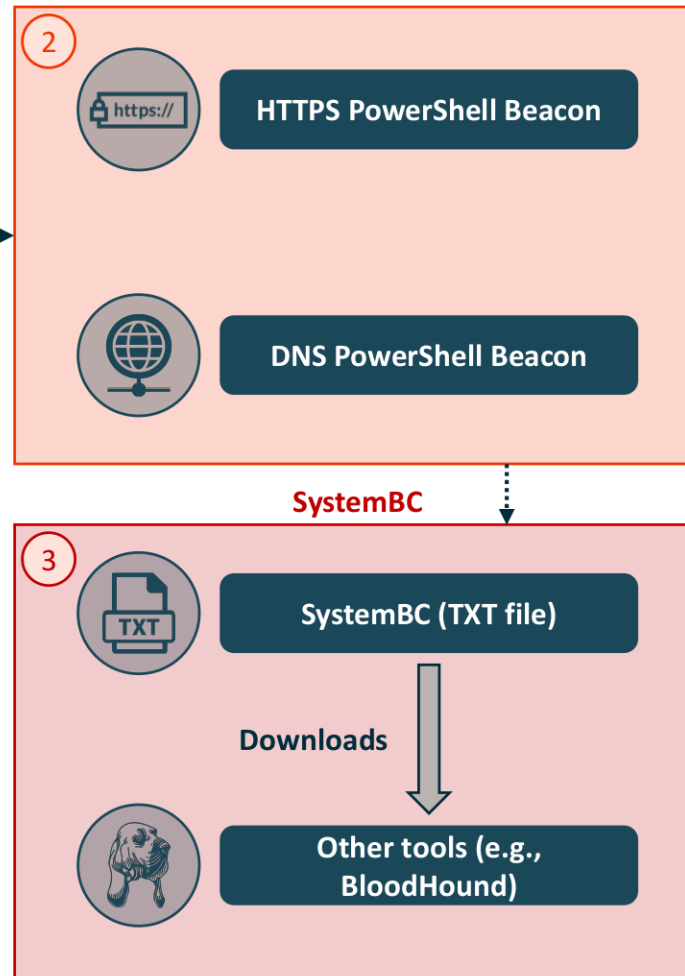 2
https://
HTTPS PowerShell Beacon
DNS PowerShell Beacon
SystemBC
3
TXT
SystemBC (TXT file)
Downloads
Other tools (e.g.,
BloodHound)